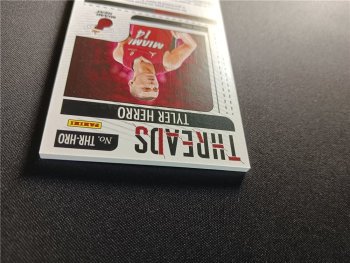 THREADS
TYLER HERRO
No. THR-HRO
PANINI
MIAMI
14